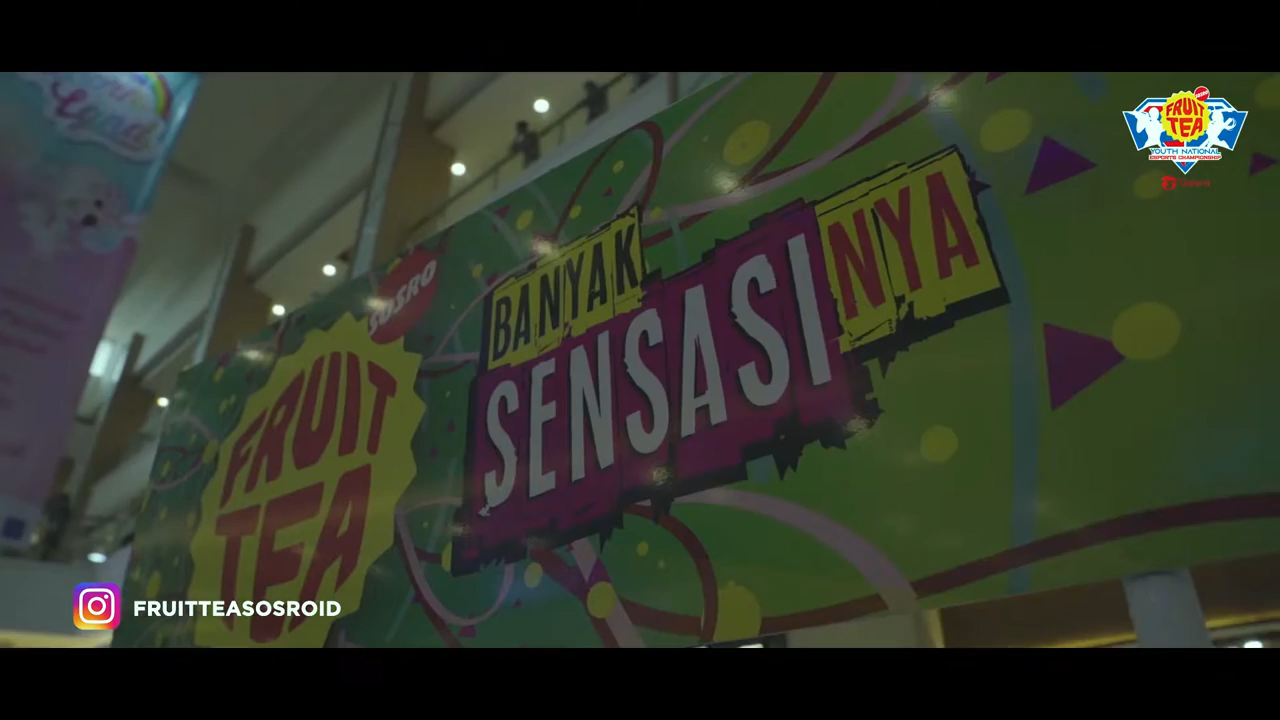 FRUIT
TEA
YOUTH NATIONAL
ESPORTS CHAMPIONSHIP
SOSRO
FRUIT
TEA
BANYAK
SENSASINYA
FRUITTEASOSROID